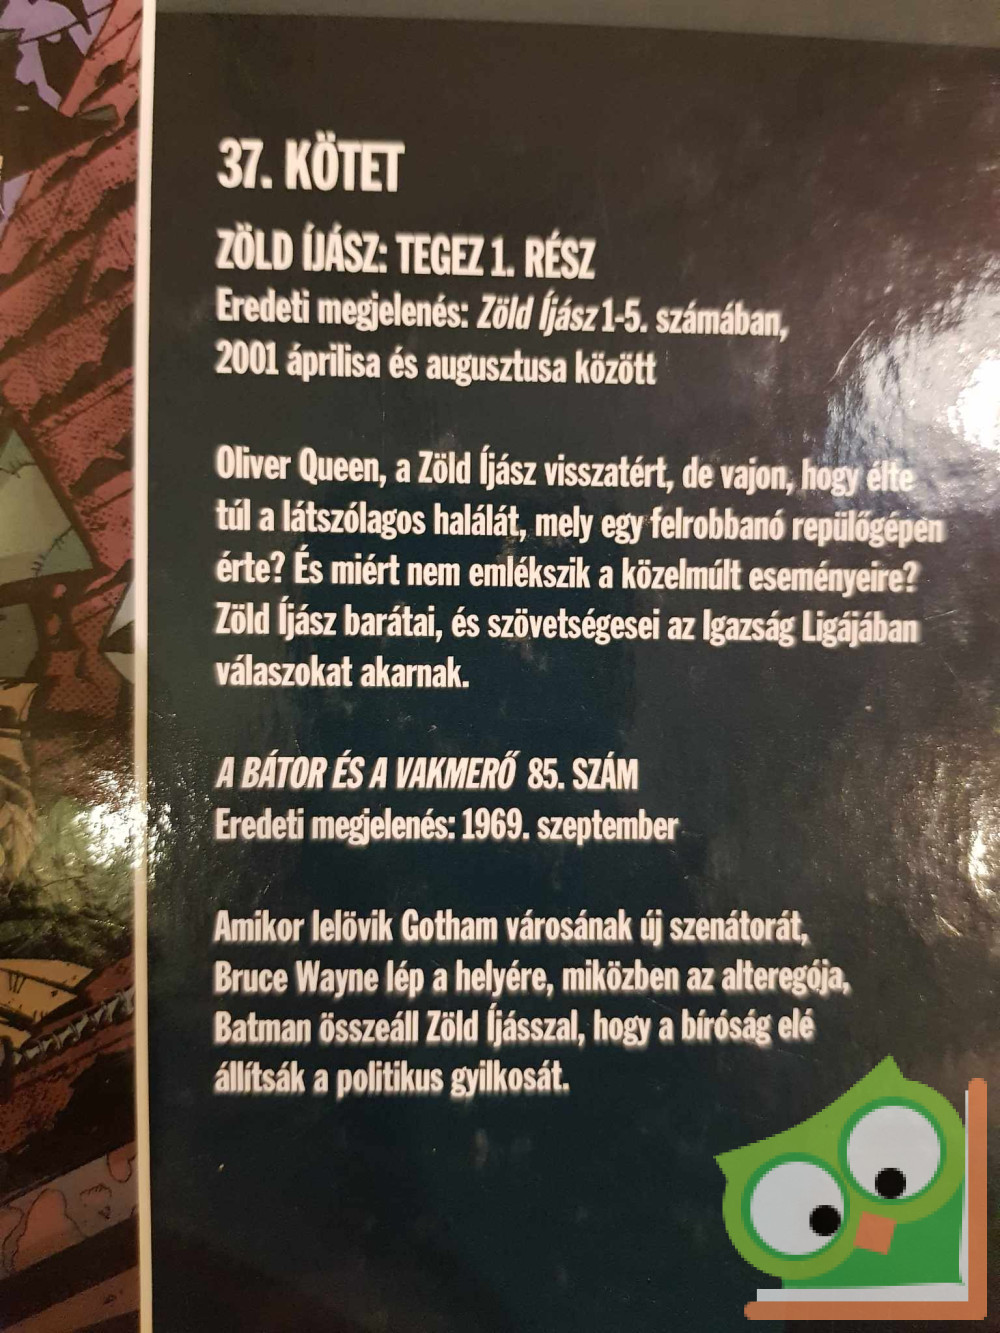 37. KÖTET
ZÖLD ÍJÁSZ: TEGEZ 1. RÉSZ
Eredeti megjelenés: Zöld Íjász 1-5. számában,
2001 áprilisa és augusztusa között
Oliver Queen, a Zöld Íjász visszatért, de vajon, hogy élte
túl a látszólagos halálát, mely egy felrobbanó repülőgépen
érte? És miért nem emlékszik a közelmúlt eseményeire?
Zöld Íjász barátai, és szövetségesei az Igazság Ligájában
válaszokat akarnak.
A BÁTOR ÉS A VAKMERŐ 85. SZÁM
Eredeti megjelenés: 1969. szeptember
Amikor lelövik Gotham városának új szenátorát,
Bruce Wayne lép a helyére, miközben az alteregója,
Batman összeáll Zöld Íjásszal, hogy a bíróság elé
állítsák a politikus gyilkosát.